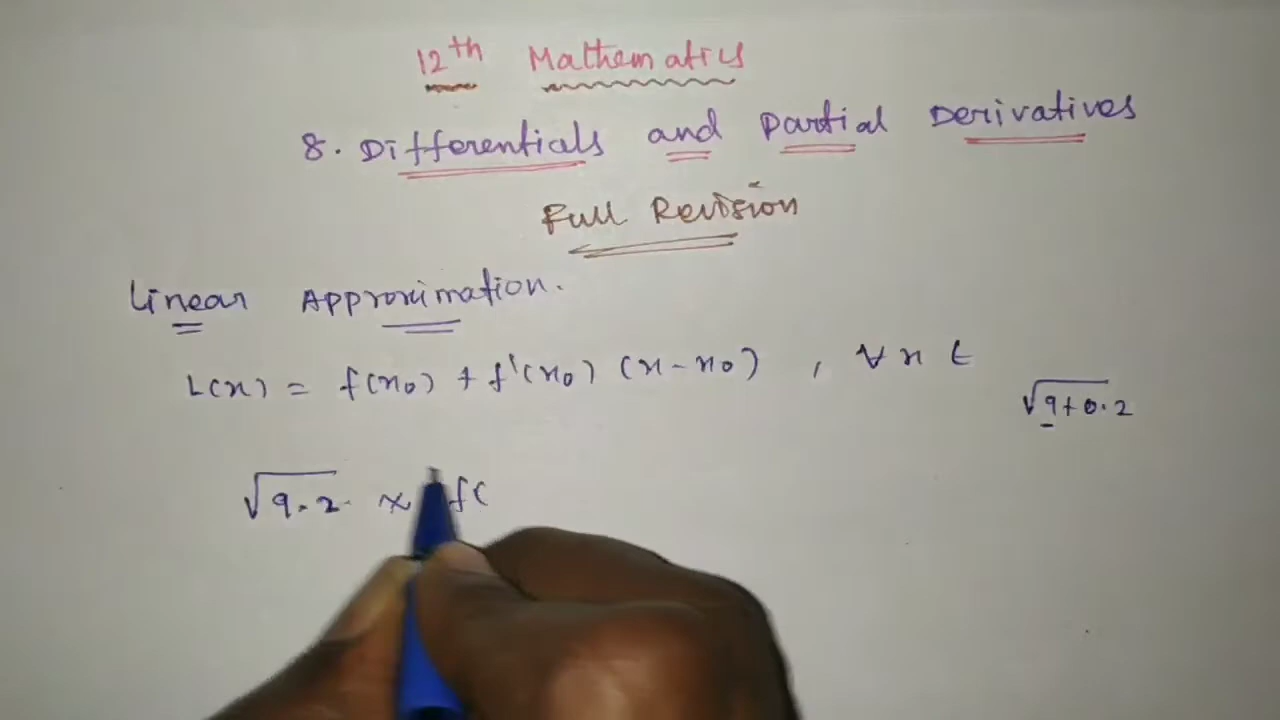 12th Mathematics
8. Differentials and Partial Derivatives
Full Revision
Linear Approximation.
L(x) = f(x₀) + f'(x₀) (x - x₀) , ∀ x ∈
√9+0.2
√9.2 f(